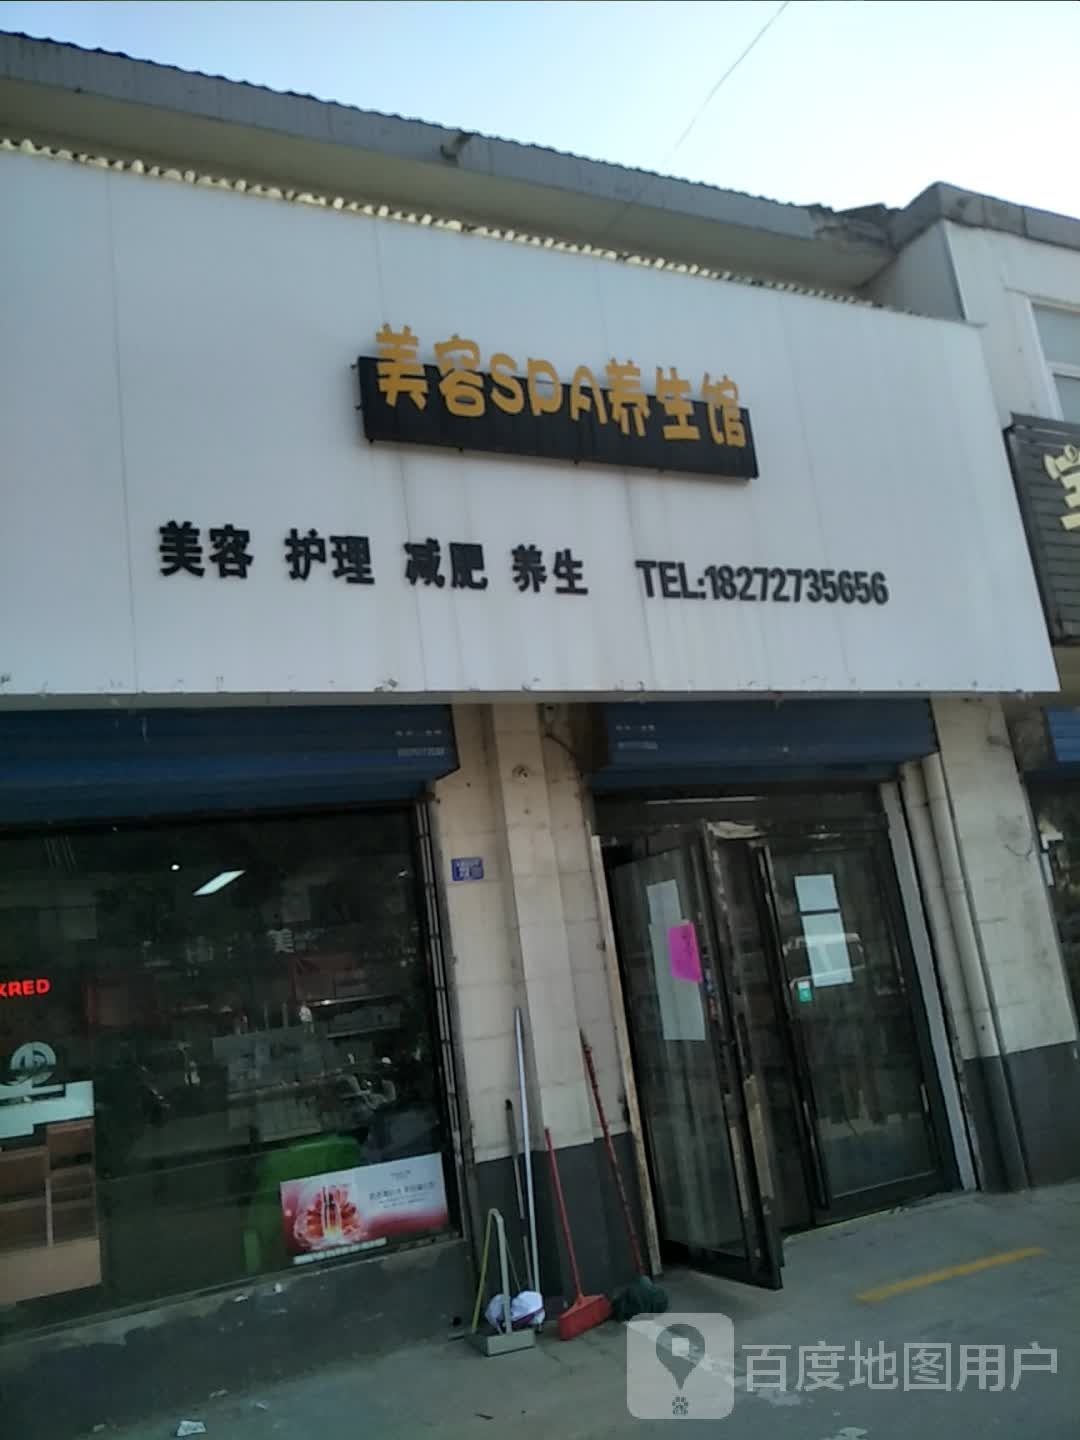 美容SPA养生馆
美容 护理 减肥 养生 TEL:18272735656
XRED
百度地图用户